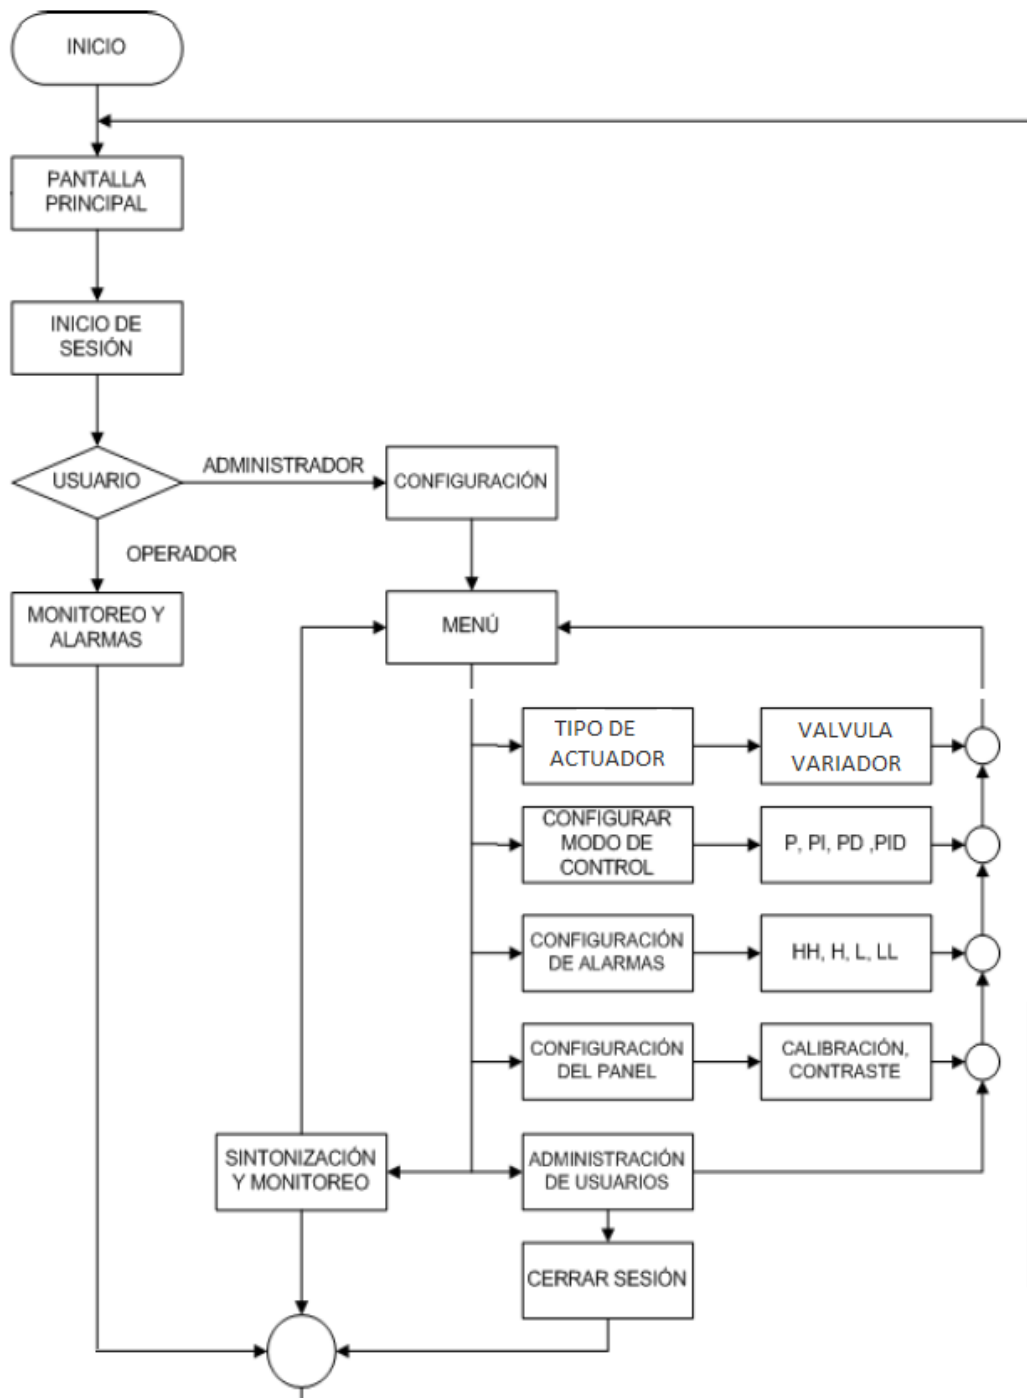 INICIO
PANTALLA
PRINCIPAL
INICIO DE
SESIÓN
USUARIO
ADMINISTRADOR
CONFIGURACIÓN
OPERADOR
MONITOREO Y
ALARMAS
MENÚ
TIPO DE
ACTUADOR
VALVULA
VARIADOR
CONFIGURAR
MODO DE
CONTROL
P, PI, PD ,PID
CONFIGURACIÓN
DE ALARMAS
HH, H, L, LL
CONFIGURACIÓN
DEL PANEL
CALIBRACIÓN,
CONTRASTE
SINTONIZACIÓN
Y MONITOREO
ADMINISTRACIÓN
DE USUARIOS
CERRAR SESIÓN